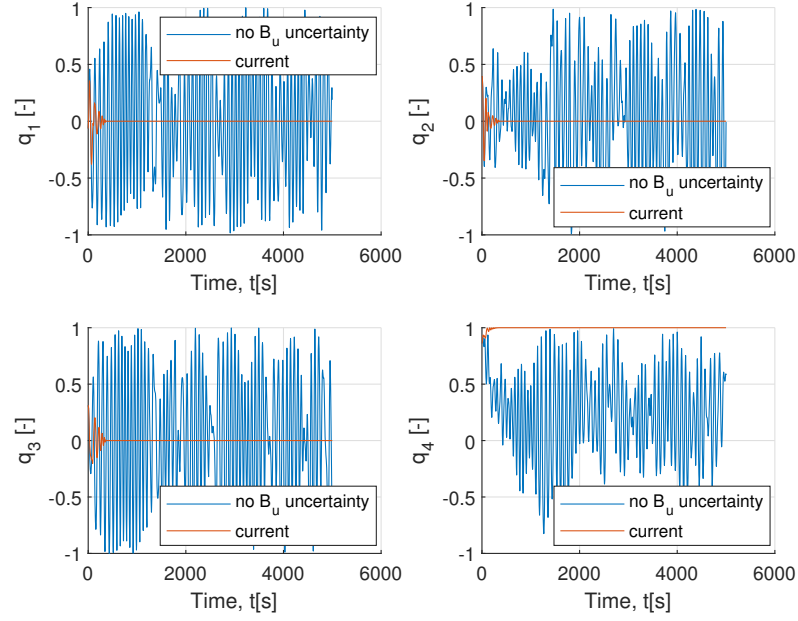 1
0.5
0
-0.5
-1
q1 [-]
no Bu uncertainty
current
0 2000 4000 6000
Time, t[s]
1
0.5
0
-0.5
-1
q2 [-]
no Bu uncertainty
current
0 2000 4000 6000
Time, t[s]
1
0.5
0
-0.5
-1
q3 [-]
no Bu uncertainty
current
0 2000 4000 6000
Time, t[s]
1
0.5
0
-0.5
-1
q4 [-]
no Bu uncertainty
current
0 2000 4000 6000
Time, t[s]